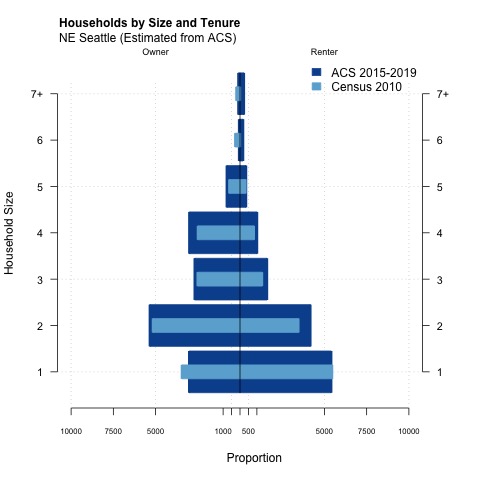 Households by Size and Tenure
NE Seattle (Estimated from ACS)
Owner
Renter
ACS 2015-2019
Census 2010
7+
7+
6
6
5
5
4
4
3
3
2
2
1
1
Household Size
10000 7500 5000 1000 500 5000 7500 10000
Proportion